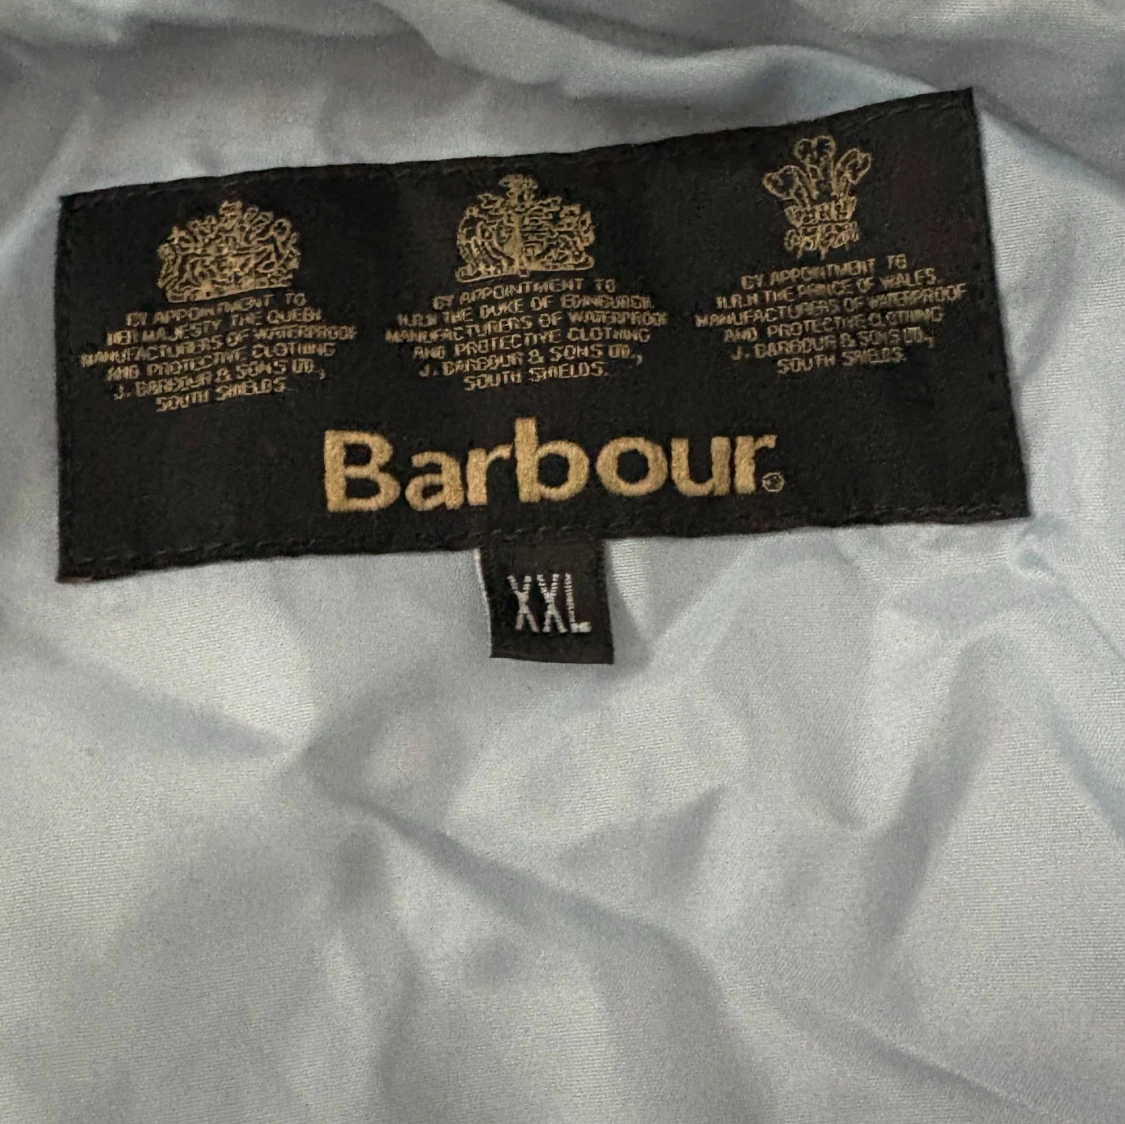 BY APPOINTMENT TO
HER MAJESTY THE QUEEN
MANUFACTURERS OF WATERPROOF
AND PROTECTIVE CLOTHING
J. BARBOUR & SONS LTD.,
SOUTH SHIELDS
BY APPOINTMENT TO
H.R.H THE DUKE OF EDINBURGH.
MANUFACTURERS OF WATERPROOF
AND PROTECTIVE CLOTHING
J. BARBOUR & SONS LTD.,
SOUTH SHIELDS.
BY APPOINTMENT TO
H.R.H THE PRINCE OF WALES.
MANUFACTURERS OF WATERPROOF
AND PROTECTIVE CLOTHING
J. BARBOUR & SONS LTD.,
SOUTH SHIELDS.
Barbour®
XXL